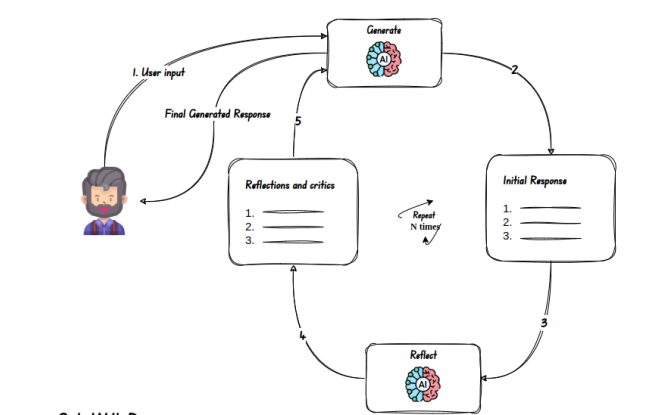 Generate
AI
1. User input
2
Final Generated Response
5
Reflections and critics
1.
2.
3.
Initial Response
1.
2.
3.
Repeat
N times
3
4
Reflect
AI